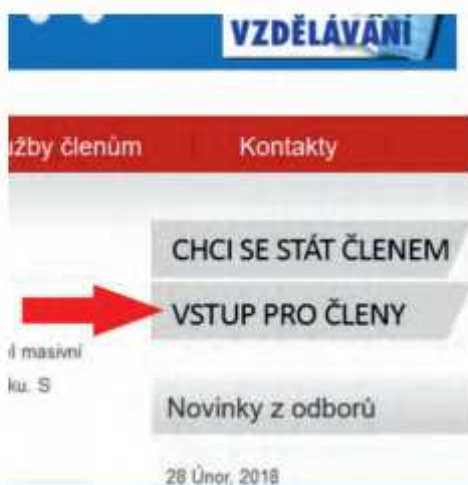 VZDĚLÁVÁNÍ
užby členům Kontakty
CHCI SE STÁT ČLENEM
VSTUP PRO ČLENY
l masivní
ku. S
Novinky z odborů
28 Únor, 2018